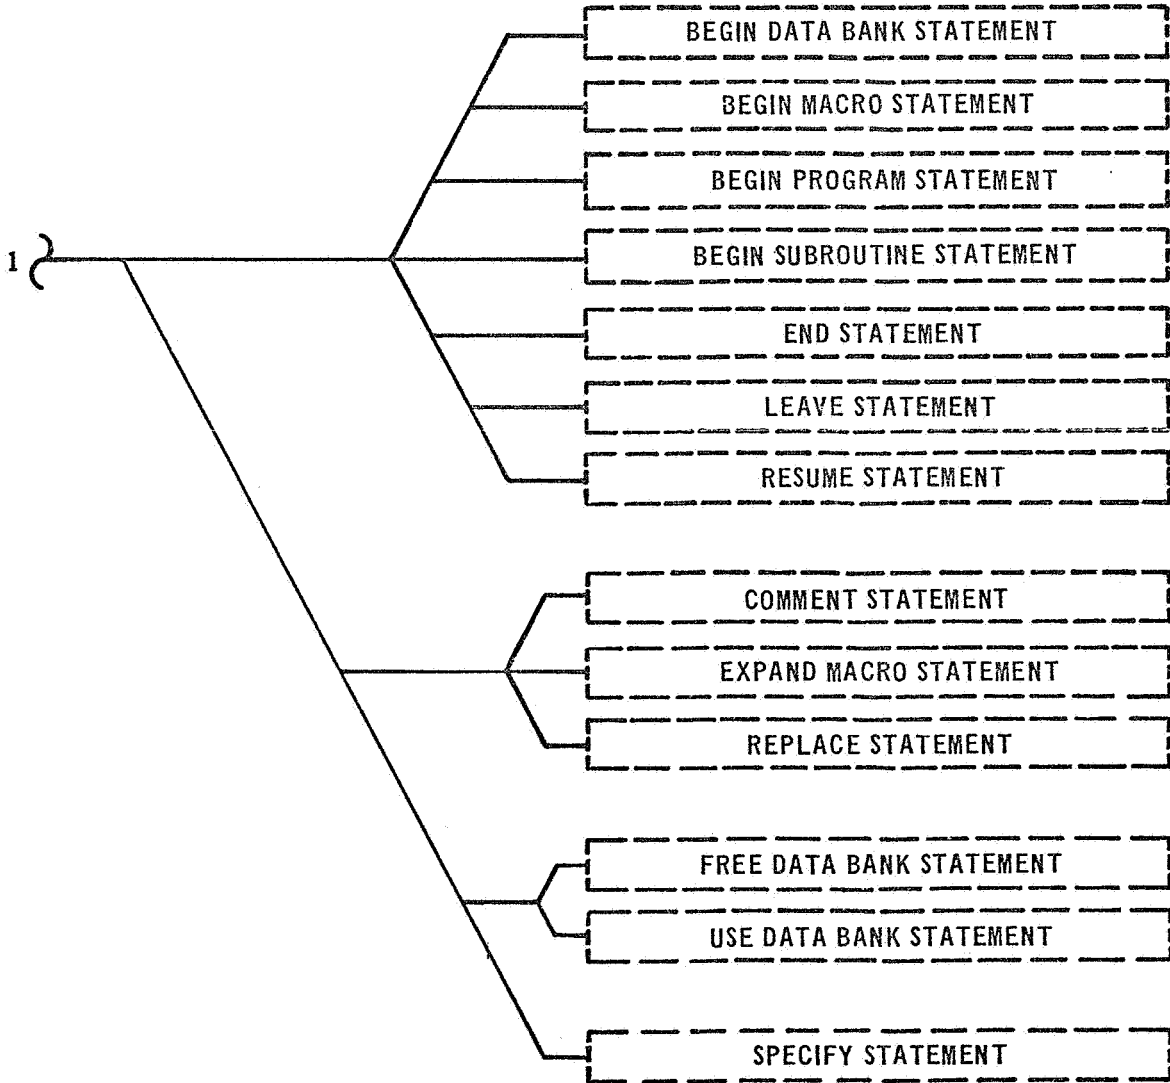 BEGIN DATA BANK STATEMENT
BEGIN MACRO STATEMENT
BEGIN PROGRAM STATEMENT
1
BEGIN SUBROUTINE STATEMENT
END STATEMENT
LEAVE STATEMENT
RESUME STATEMENT
COMMENT STATEMENT
EXPAND MACRO STATEMENT
REPLACE STATEMENT
FREE DATA BANK STATEMENT
USE DATA BANK STATEMENT
SPECIFY STATEMENT